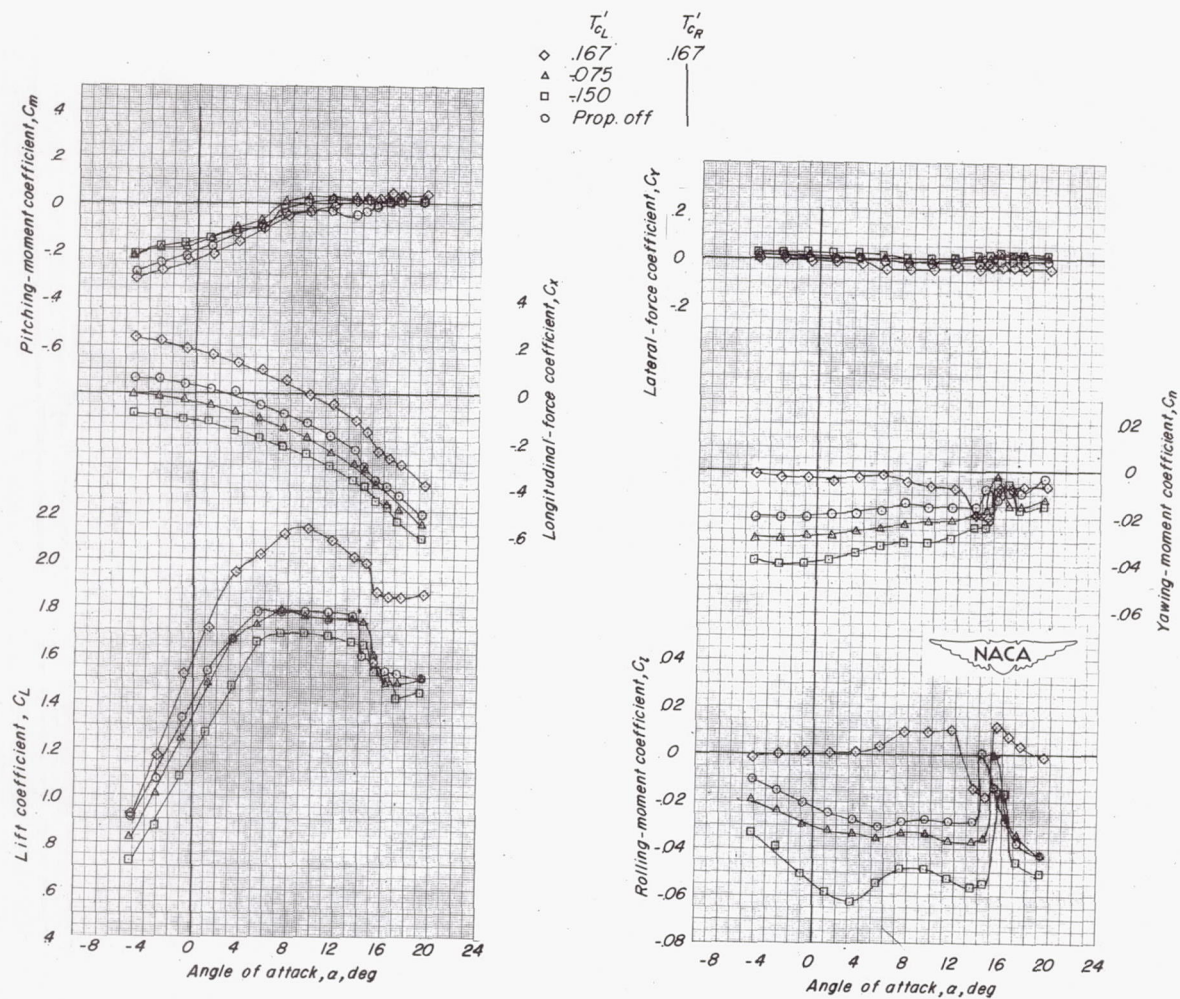 T'cL T'cR
◇ .167 .167
△ -.075
□ -.150
○ Prop. off
Pitching-moment coefficient, Cm
.4
.2
0
-.2
-.4
-.6
Longitudinal-force coefficient, Cx
.4
.2
0
-.2
-.4
-.6
Lift coefficient, CL
2.2
2.0
1.8
1.6
1.4
1.2
1.0
.8
.6
.4
-8 -4 0 4 8 12 16 20 24
Angle of attack, α, deg
Lateral-force coefficient, CY
.2
0
-.2
Yawing-moment coefficient, Cn
.02
0
-.02
-.04
-.06
NACA
Rolling-moment coefficient, Cl
.04
.02
0
-.02
-.04
-.06
-.08
-8 -4 0 4 8 12 16 20 24
Angle of attack, α, deg